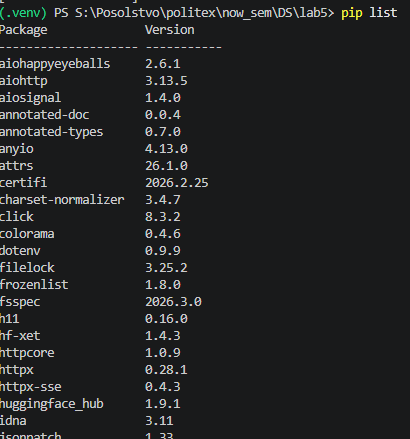 (.venv) PS S:\Posolstvo\politex\now_sem\DS\lab5> pip list
Package Version
------------------- -----------
aiohappyeyeballs 2.6.1
aiohttp 3.13.5
aiosignal 1.4.0
annotated-doc 0.0.4
annotated-types 0.7.0
anyio 4.13.0
attrs 26.1.0
certifi 2026.2.25
charset-normalizer 3.4.7
click 8.3.2
colorama 0.4.6
dotenv 0.9.9
filelock 3.25.2
frozenlist 1.8.0
fsspec 2026.3.0
h11 0.16.0
hf-xet 1.4.3
httpcore 1.0.9
httpx 0.28.1
httpx-sse 0.4.3
huggingface_hub 1.9.1
idna 3.11
jsonpatch 1.33